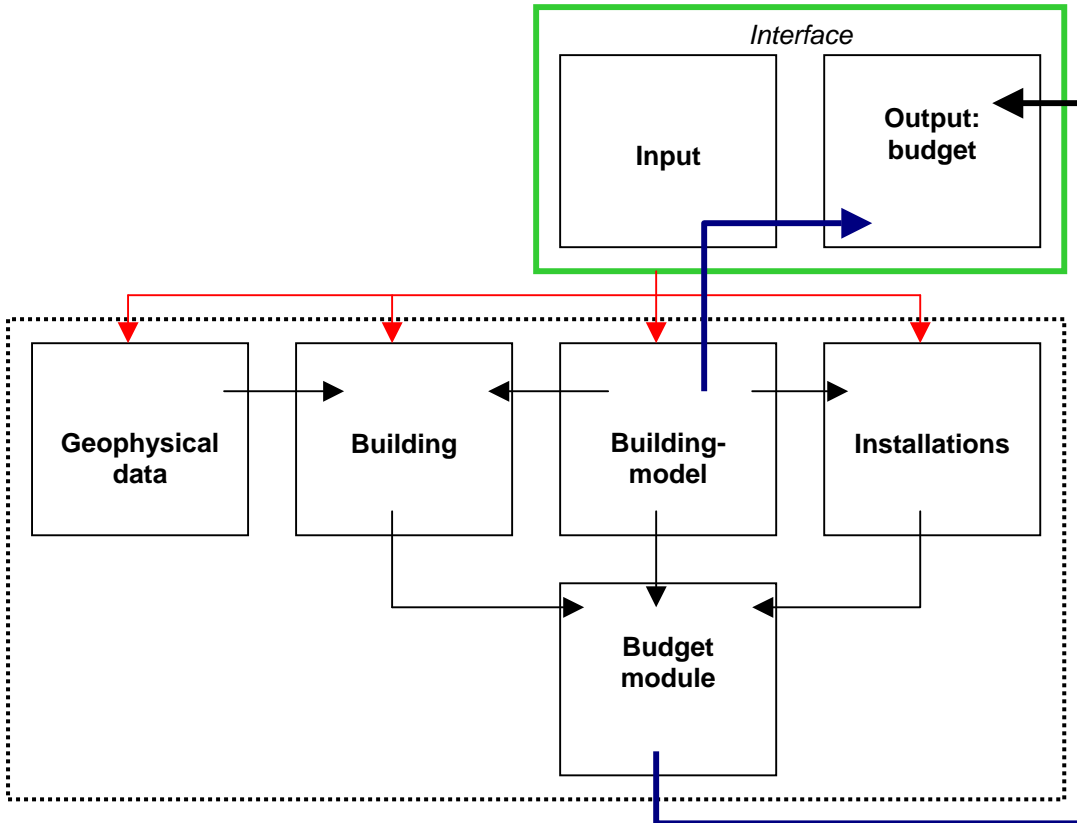 Interface
Input
Output:
budget
Geophysical
data
Building
Building-
model
Installations
Budget
module